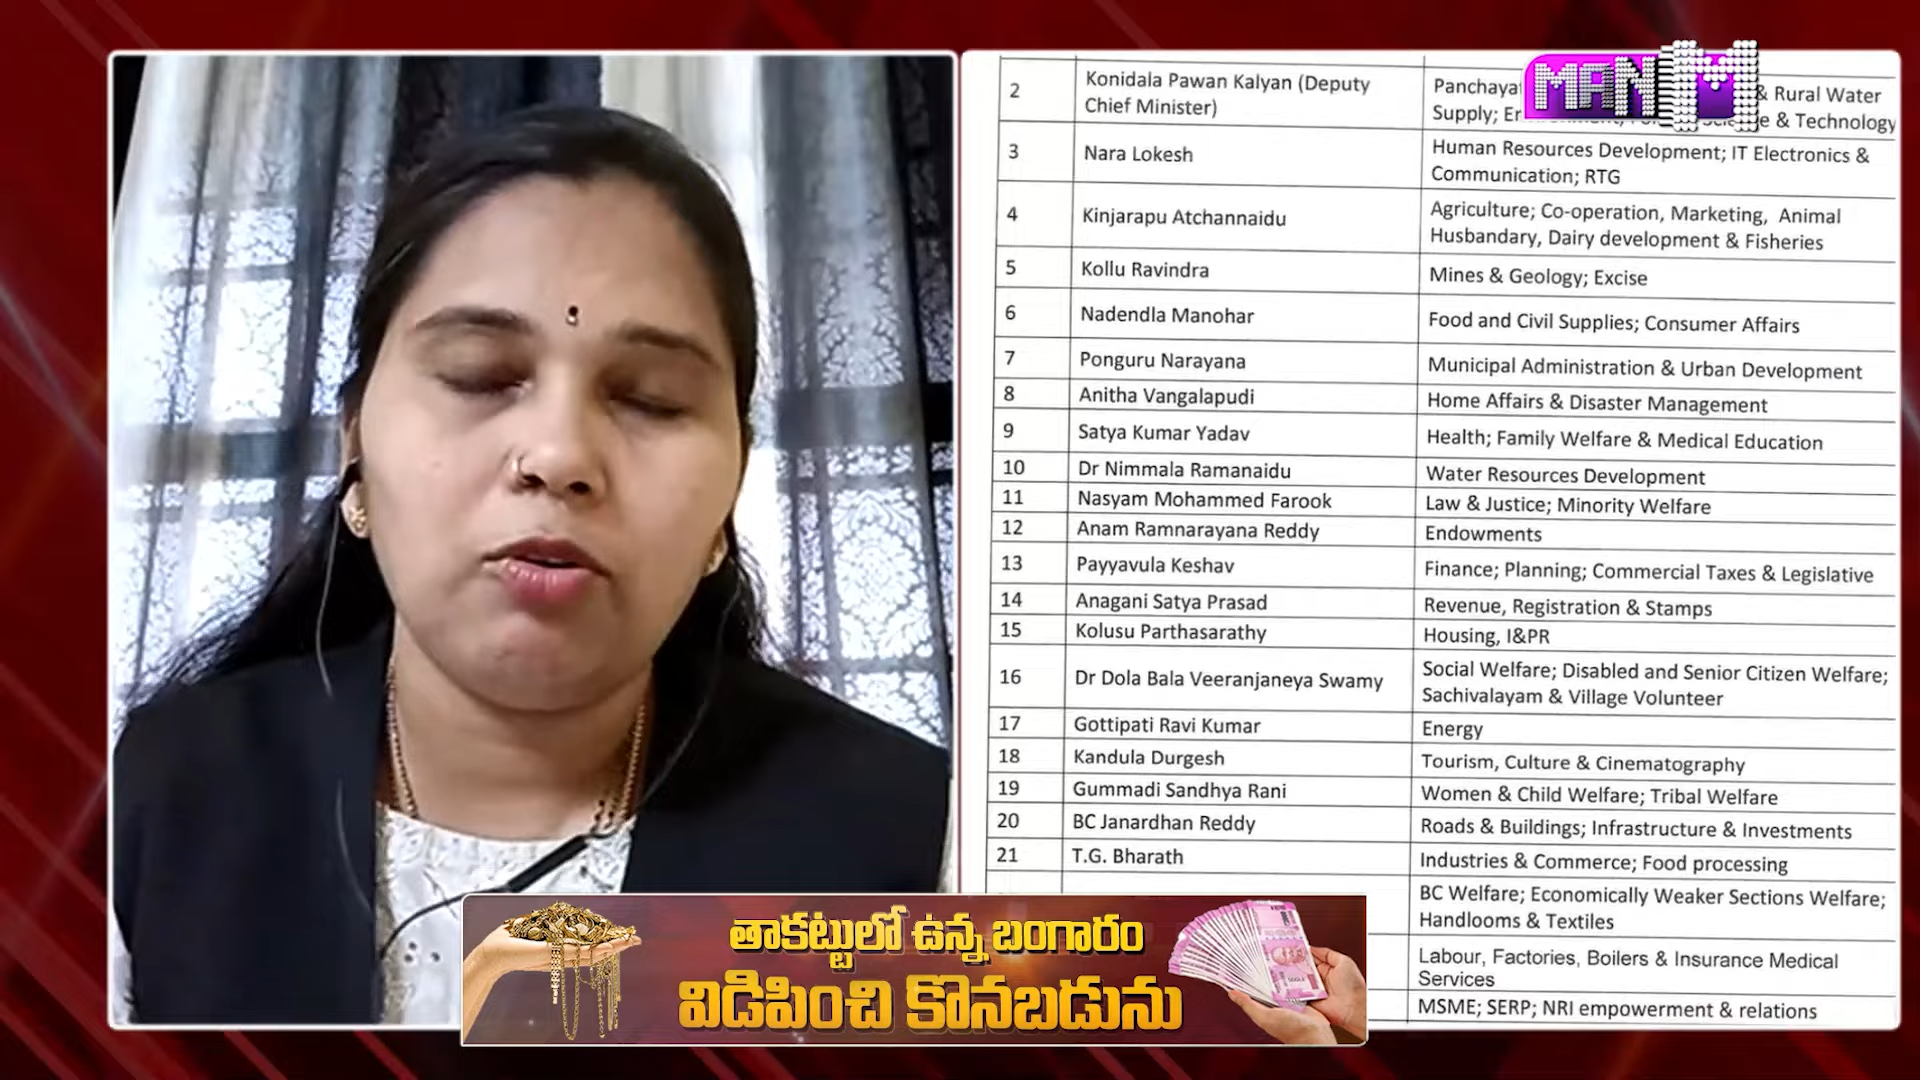 MAN M
2 Konidala Pawan Kalyan (Deputy
Chief Minister)
& Rural Water
Supply; & Technology
3 Nara Lokesh Human Resources Development; IT Electronics &
Communication; RTG
4 Kinjarapu Atchannaidu Agriculture; Co-operation, Marketing, Animal
Husbandary, Dairy development & Fisheries
5 Kollu Ravindra Mines & Geology; Excise
6 Nadendla Manohar Food and Civil Supplies; Consumer Affairs
7 Ponguru Narayana Municipal Administration & Urban Development
8 Anitha Vangalapudi Home Affairs & Disaster Management
9 Satya Kumar Yadav Health; Family Welfare & Medical Education
10 Dr Nimmala Ramanaidu Water Resources Development
11 Nasyam Mohammed Farook Law & Justice; Minority Welfare
12 Anam Ramnarayana Reddy Endowments
13 Payyavula Keshav Finance; Planning; Commercial Taxes & Legislative
14 Anagani Satya Prasad Revenue, Registration & Stamps
15 Kolusu Parthasarathy Housing, I&PR
16 Dr Dola Bala Veeranjaneya Swamy Social Welfare; Disabled and Senior Citizen Welfare;
Sachivalayam & Village Volunteer
17 Gottipati Ravi Kumar Energy
18 Kandula Durgesh Tourism, Culture & Cinematography
19 Gummadi Sandhya Rani Women & Child Welfare; Tribal Welfare
20 BC Janardhan Reddy Roads & Buildings; Infrastructure & Investments
21 T.G. Bharath Industries & Commerce; Food processing
BC Welfare; Economically Weaker Sections Welfare;
Handlooms & Textiles
Labour, Factories, Boilers & Insurance Medical
Services
MSME; SERP; NRI empowerment & relations
తాకట్టులో ఉన్న బంగారం
విడిపించి కొనబడును